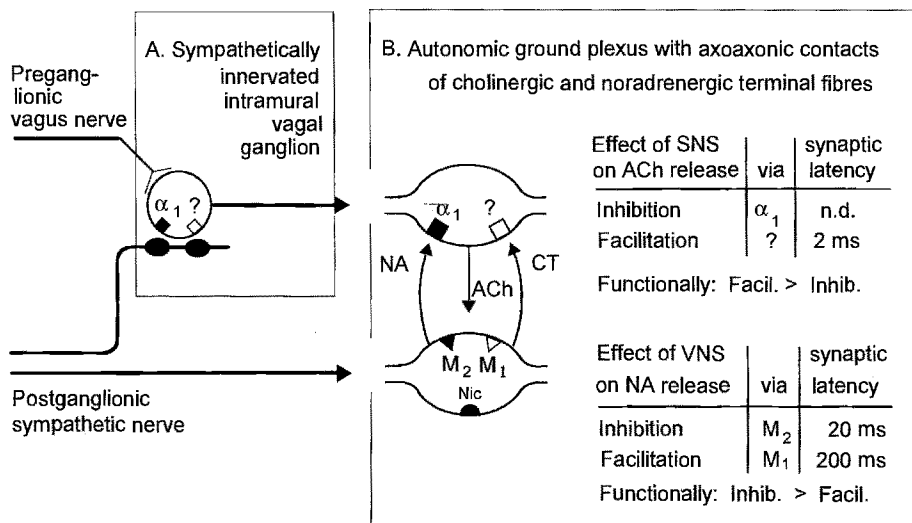 A. Sympathetically
innervated
intramural
vagal
ganglion
Pregang-
lionic
vagus nerve
α1 ?
Postganglionic
sympathetic nerve
B. Autonomic ground plexus with axoaxonic contacts
of cholinergic and noradrenergic terminal fibres
α1 ?
NA
CT
ACh
M2 M1
Nic
Effect of SNS synaptic
on ACh release via latency
Inhibition α1 n.d.
Facilitation ? 2 ms
Functionally: Facil. > Inhib.
Effect of VNS synaptic
on NA release via latency
Inhibition M2 20 ms
Facilitation M1 200 ms
Functionally: Inhib. > Facil.